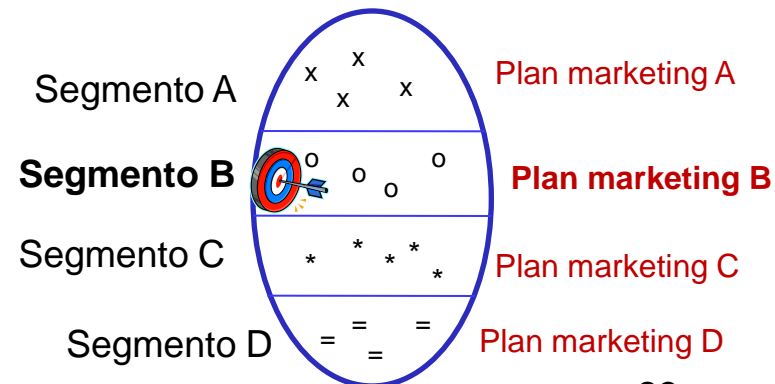 x x x x
Segmento A
Plan marketing A
o o o o
Segmento B
Plan marketing B
* * * * *
Segmento C
Plan marketing C
= = = =
Segmento D
Plan marketing D